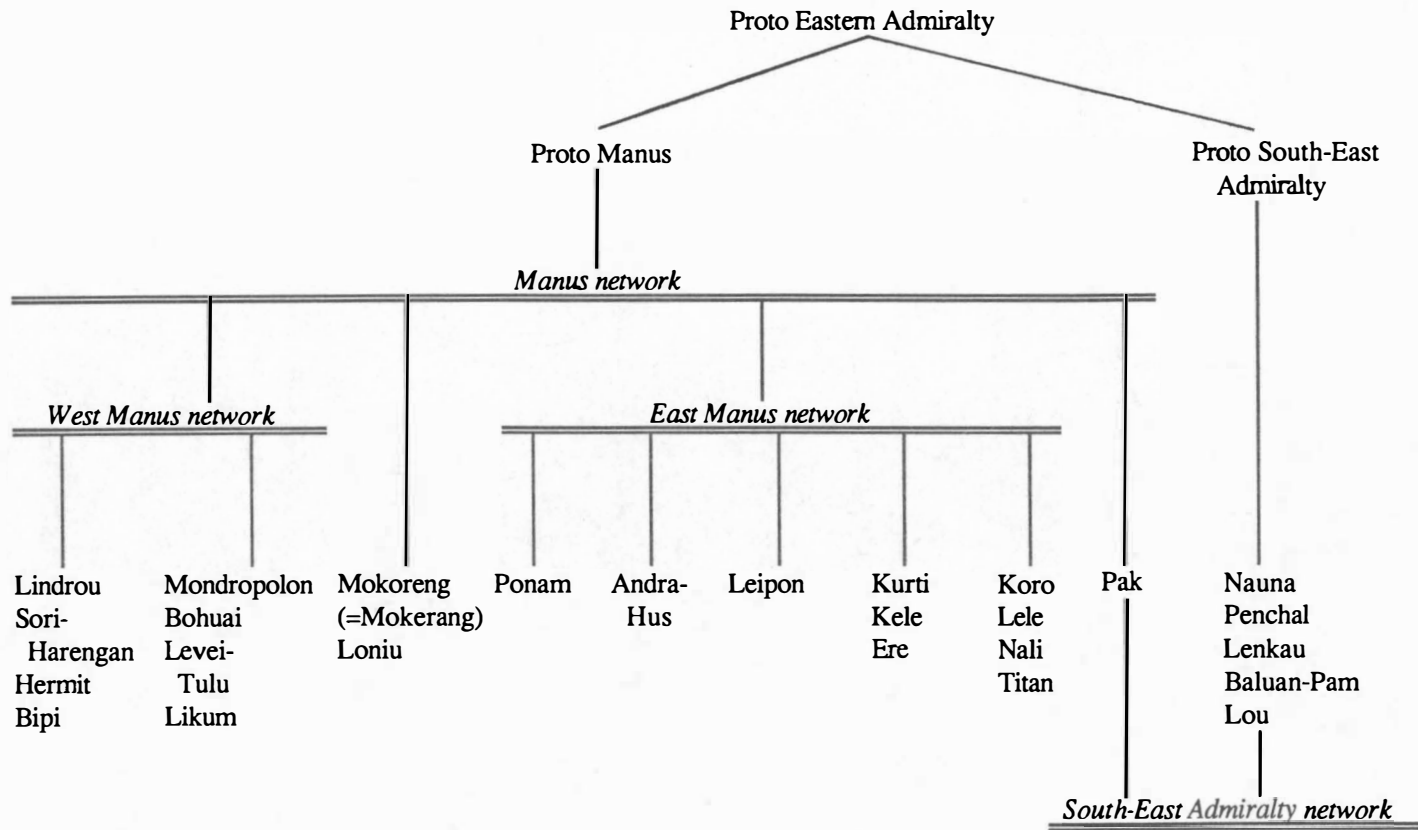 Proto Eastern Admiralty
Proto Manus
Proto South-East
Admiralty
Manus network
West Manus network
East Manus network
Lindrou
Sori-
Harengan
Hermit
Bipi
Mondropolon
Bohuai
Levei-
Tulu
Likum
Mokoreng
(=Mokerang)
Loniu
Ponam
Andra-
Hus
Leipon
Kurti
Kele
Ere
Koro
Lele
Nali
Titan
Pak
Nauna
Penchal
Lenkau
Baluan-Pam
Lou
South-East Admiralty network